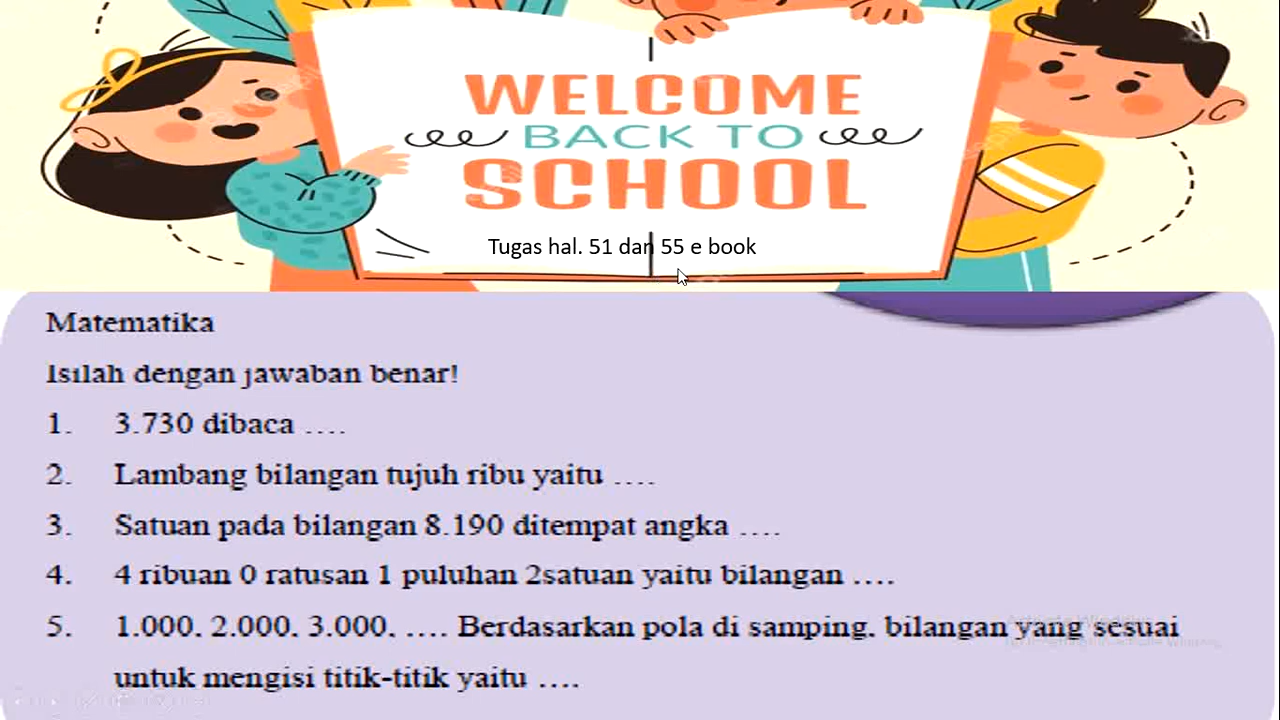 WELCOME
BACK TO
SCHOOL
Tugas hal. 51 dan 55 e book
Matematika
Isilah dengan jawaban benar!
1. 3.730 dibaca ….
2. Lambang bilangan tujuh ribu yaitu ….
3. Satuan pada bilangan 8.190 ditempat angka ….
4. 4 ribuan 0 ratusan 1 puluhan 2satuan yaitu bilangan ….
5. 1.000. 2.000. 3.000. …. Berdasarkan pola di samping. bilangan yang sesuai
untuk mengisi titik-titik yaitu ….